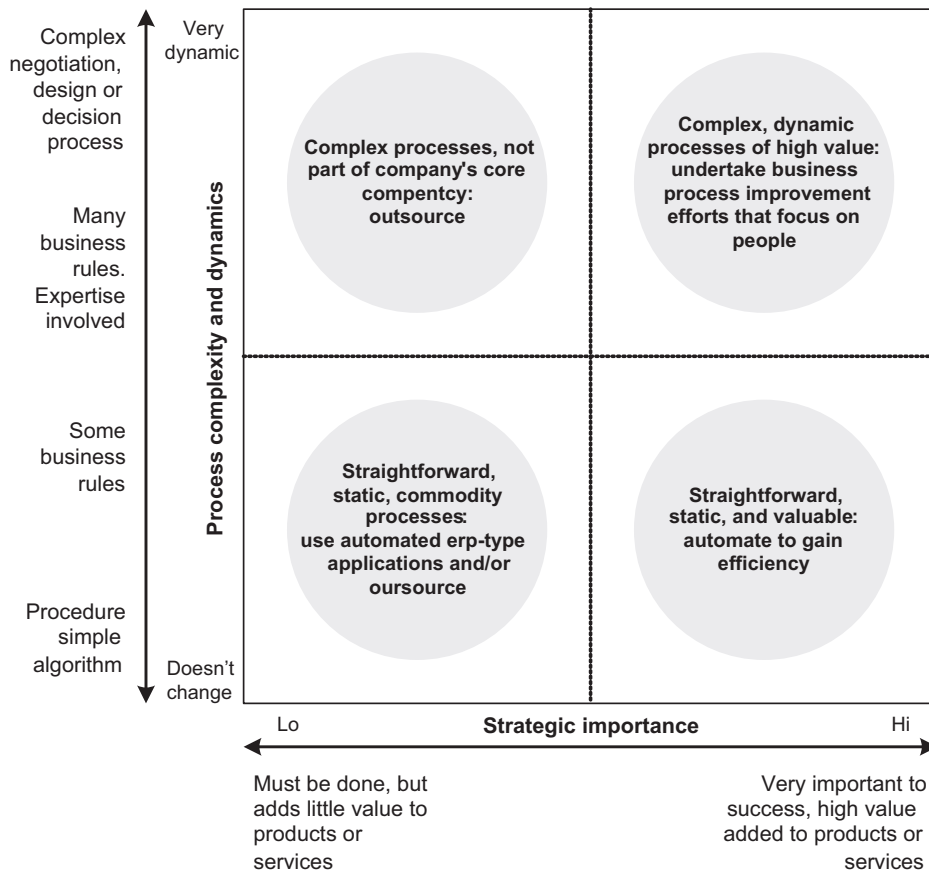 Complex
negotiation,
design or
decision
process
Many
business
rules.
Expertise
involved
Some
business
rules
Procedure
simple
algorithm
Process complexity and dynamics
Very
dynamic
Doesn't
change
Complex processes, not
part of company's core
compentcy:
outsource
Complex, dynamic
processes of high value:
undertake business
process improvement
efforts that focus on
people
Straightforward,
static, commodity
processes:
use automated erp-type
applications and/or
oursource
Straightforward,
static, and valuable:
automate to gain
efficiency
Lo
Strategic importance
Hi
Must be done, but
adds little value to
products or
services
Very important to
success, high value
added to products or
services